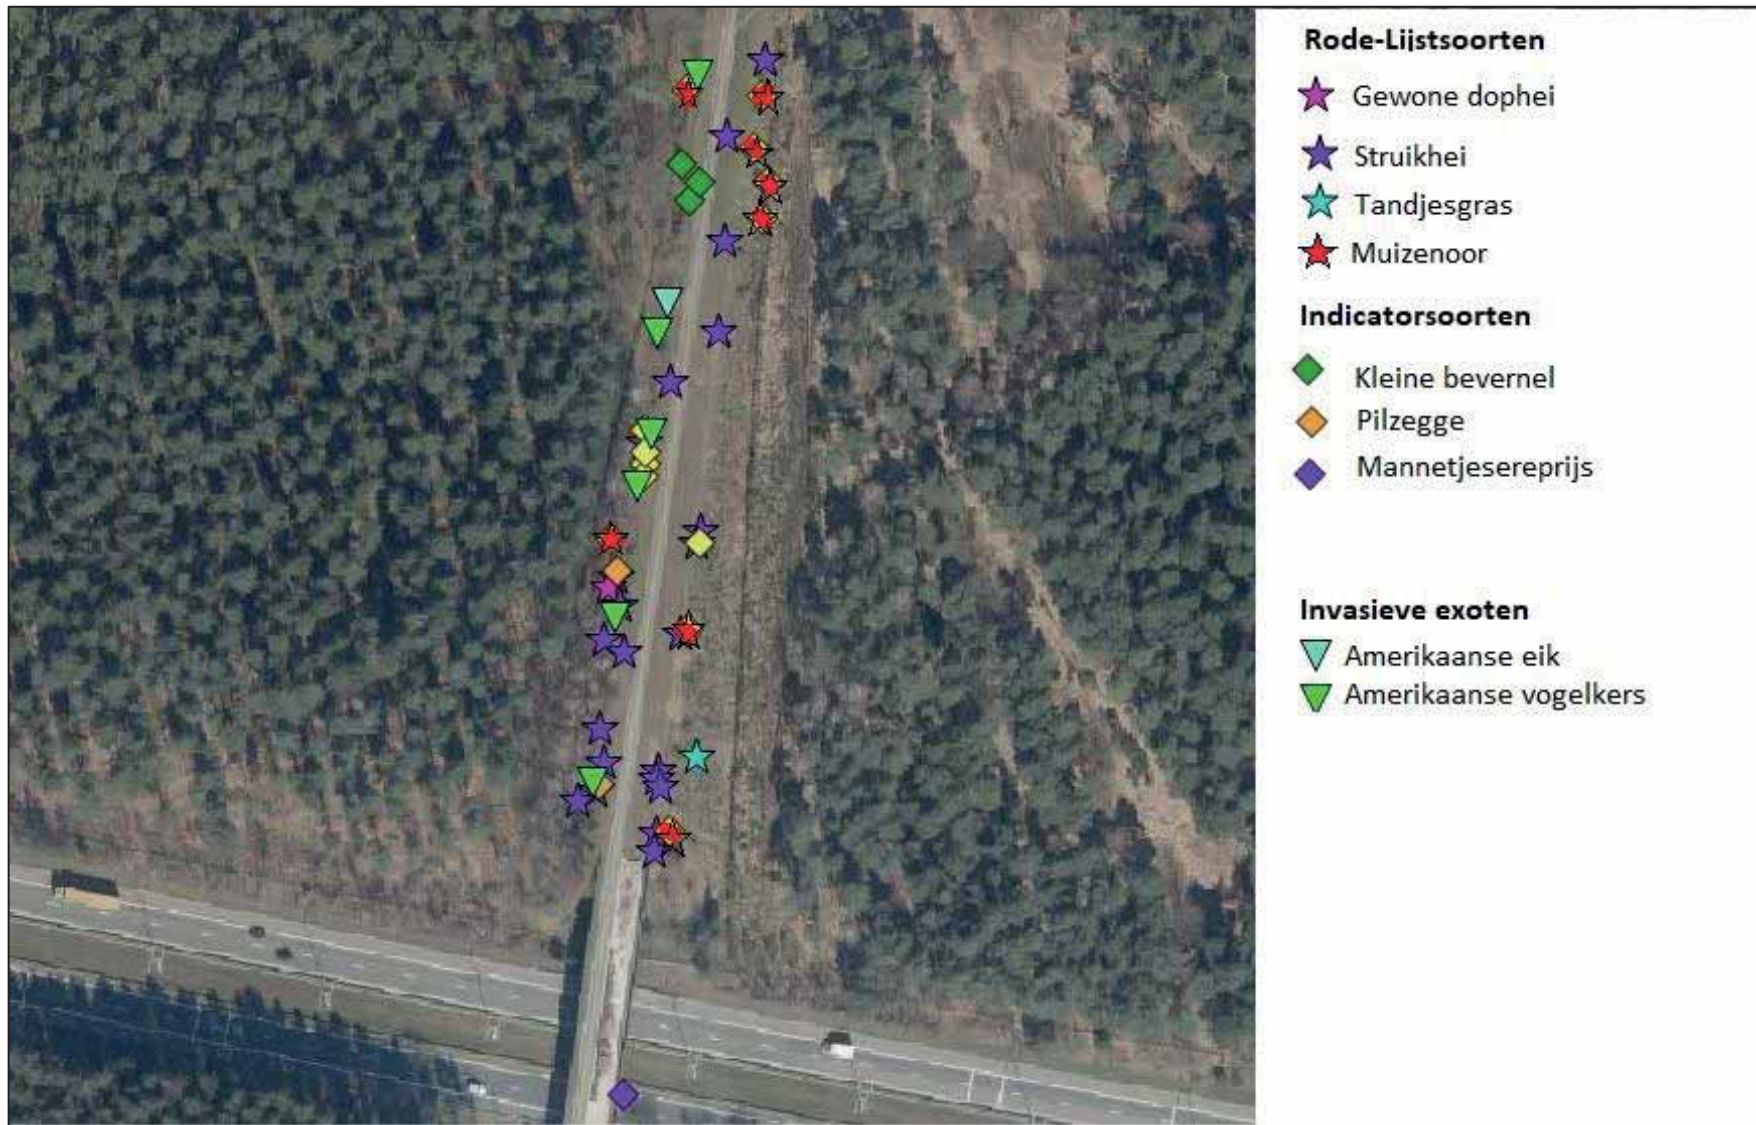 Rode-Lijstsoorten
Gewone dophei
Struikhei
Tandjesgras
Muizenoor
Indicatorsoorten
Kleine bevernel
Pilzegge
Mannetjesereprijs
Invasieve exoten
Amerikaanse eik
Amerikaanse vogelkers